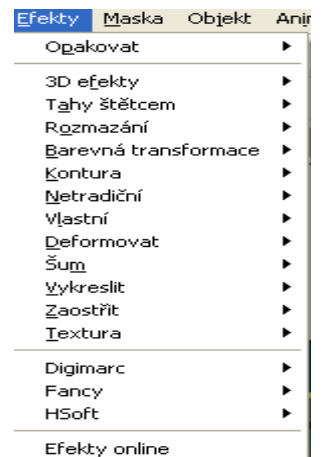 Efekty Maska Objekt
Opakovat
3D efekty
Tahy štětcem
Rozmazání
Barevná transformace
Kontura
Netradiční
Vlastní
Deformovat
Šum
Vykreslit
Zaostřit
Textura
Digimarc
Fancy
HSoft
Efekty online